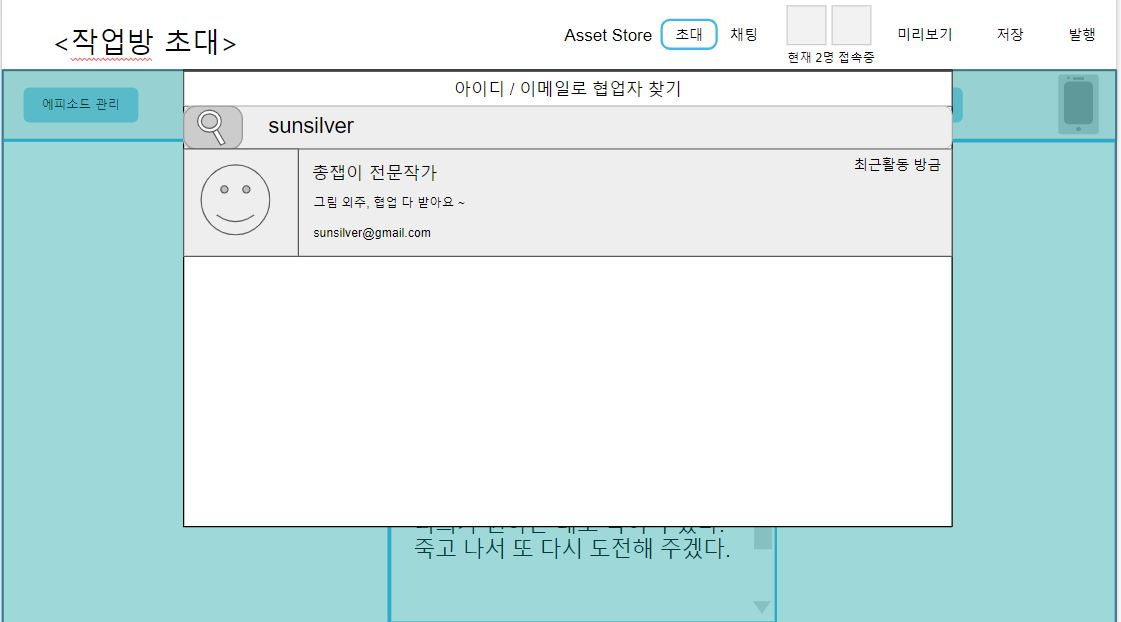 <작업방 초대>
Asset Store 초대 채팅
현재 2명 접속중
미리보기 저장 발행
에피소드 관리
아이디 / 이메일로 협업자 찾기
sunsilver
총잽이 전문작가
최근활동 방금
그림 외주, 협업 다 받아요 ~
sunsilver@gmail.com
죽고 나서 또 다시 도전해 주겠다.